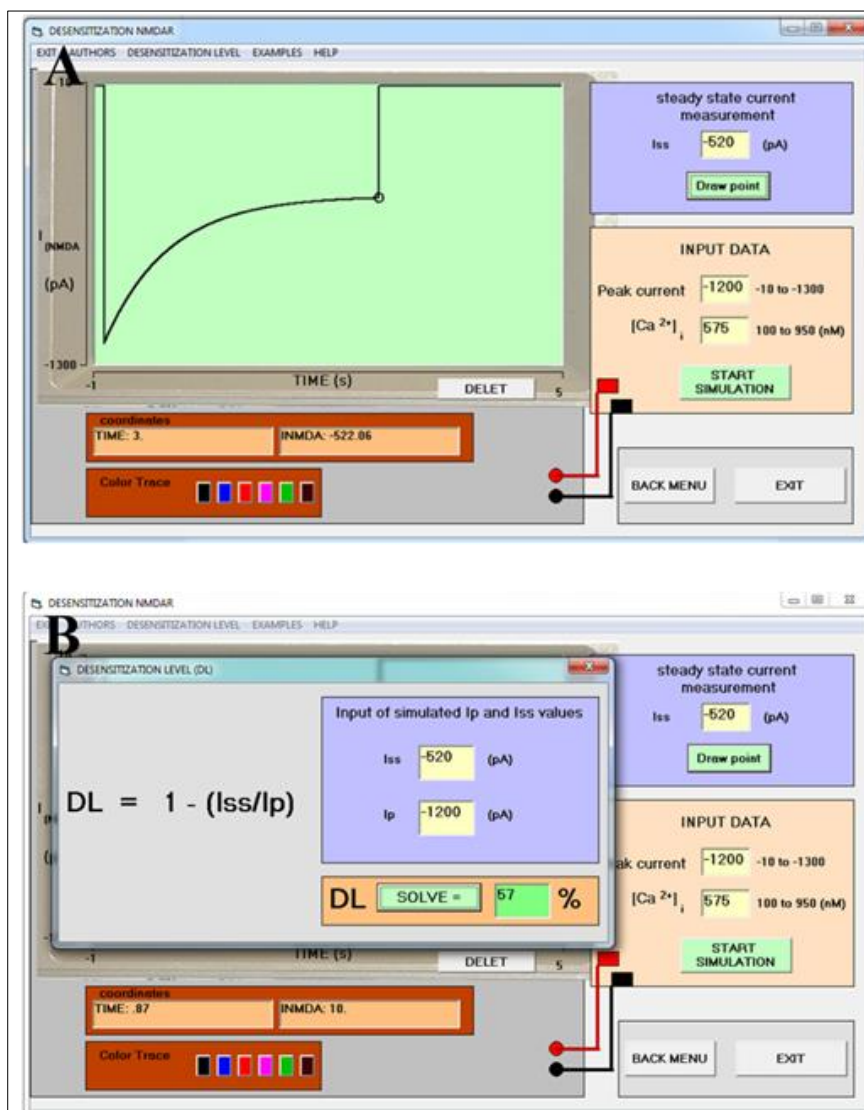 DESENSITIZATION NMDAR
EXIT AUTHORS DESENSITIZATION LEVEL EXAMPLES HELP
A
10
I
(NMDA
(pA)
-1300
-1
TIME (s)
5
DELET
steady state current
measurement
Iss -520 (pA)
Draw point
INPUT DATA
Peak current -1200 -10 to -1300
[Ca 2+] i 575 100 to 950 (nM)
START
SIMULATION
coordinates
TIME: 3. INMDA: -522.06
Color Trace
BACK MENU EXIT
DESENSITIZATION NMDAR
AUTHORS DESENSITIZATION LEVEL EXAMPLES HELP
B
DESENSITIZATION LEVEL (DL)
DL = 1 - (Iss/Ip)
Input of simulated Ip and Iss values
Iss -520 (pA)
Ip -1200 (pA)
DL SOLVE = 57 %
-1
TIME (s)
5
DELET
steady state current
measurement
Iss -520 (pA)
Draw point
INPUT DATA
ak current -1200 -10 to -1300
[Ca 2+] i 575 100 to 950 (nM)
START
SIMULATION
coordinates
TIME: .87 INMDA: 10.
Color Trace
BACK MENU EXIT